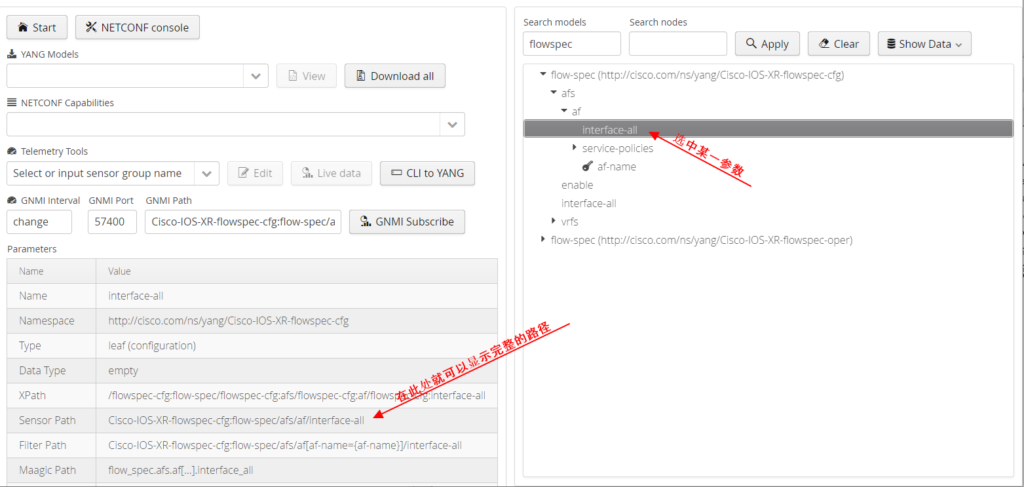 Start
NETCONF console
YANG Models
View
Download all
NETCONF Capabilities
Telemetry Tools
Select or input sensor group name
Edit
Live data
CLI to YANG
GNMI Interval
GNMI Port
GNMI Path
change
57400
Cisco-IOS-XR-flowspec-cfg:flow-spec/a
GNMI Subscribe
Parameters
Name
Value
Name
interface-all
Namespace
http://cisco.com/ns/yang/Cisco-IOS-XR-flowspec-cfg
Type
leaf (configuration)
Data Type
empty
XPath
/flowspec-cfg:flow-spec/flowspec-cfg:afs/flowspec-cfg:af/flowspec-cfg:interface-all
Sensor Path
Cisco-IOS-XR-flowspec-cfg:flow-spec/afs/af/interface-all
Filter Path
Cisco-IOS-XR-flowspec-cfg:flow-spec/afs/af[af-name={af-name}]/interface-all
Maagic Path
flow_spec.afs.af[...].interface_all
在此处就可以显示完整的路径
Search models
Search nodes
flowspec
Apply
Clear
Show Data
flow-spec (http://cisco.com/ns/yang/Cisco-IOS-XR-flowspec-cfg)
afs
af
interface-all
选中某一参数
service-policies
af-name
enable
interface-all
vrfs
flow-spec (http://cisco.com/ns/yang/Cisco-IOS-XR-flowspec-oper)